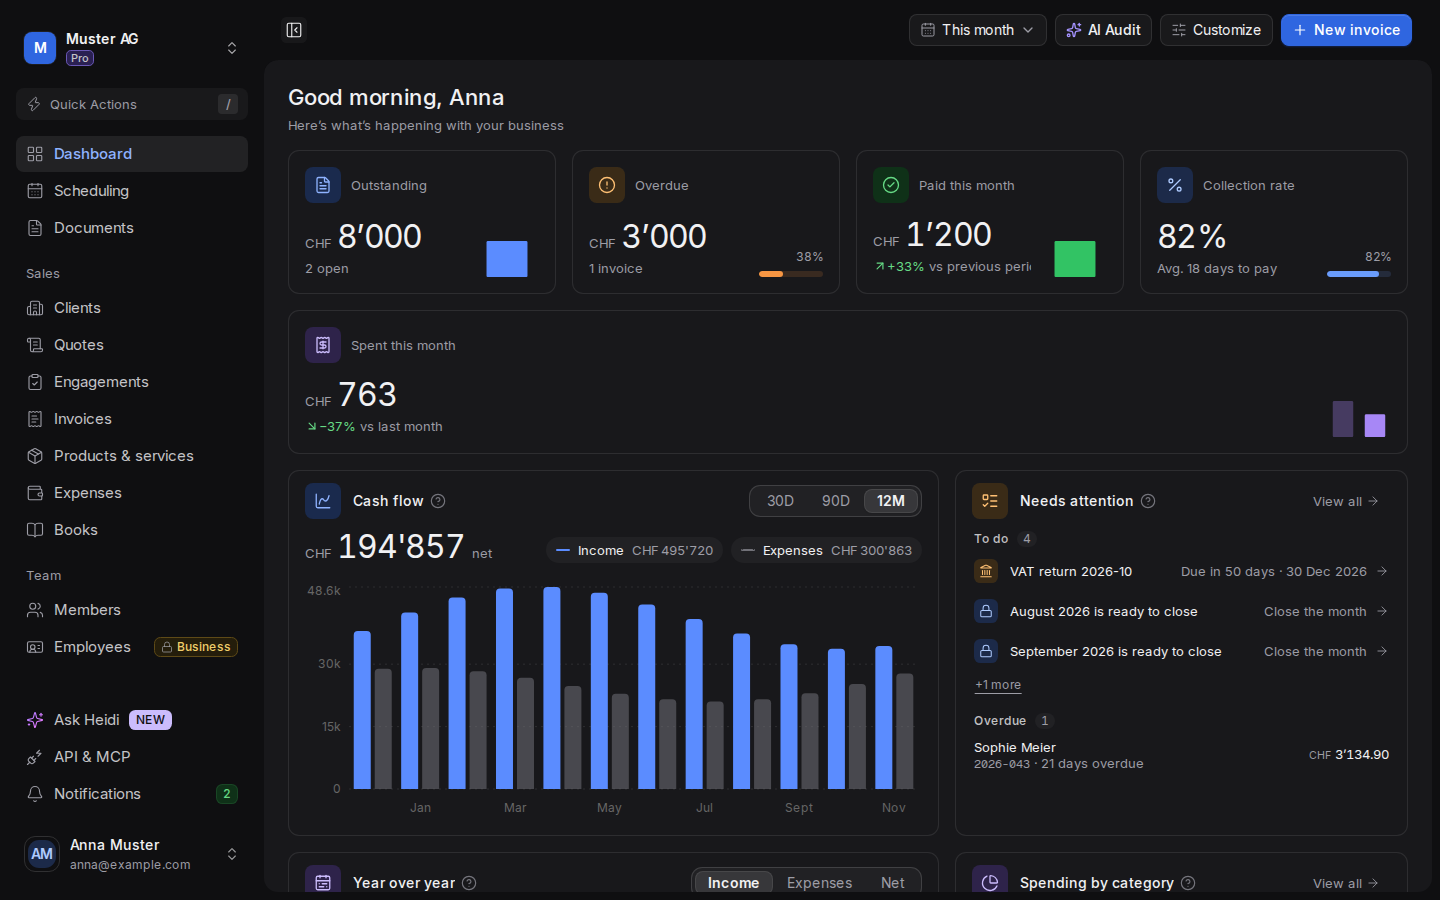 M
Muster AG
Pro
Quick Actions
/
Dashboard
Scheduling
Documents
Sales
Clients
Quotes
Engagements
Invoices
Products & services
Expenses
Books
Team
Members
Employees
Business
Ask Heidi
NEW
API & MCP
Notifications
2
AM
Anna Muster
anna@example.com
This month
AI Audit
Customize
New invoice
Good morning, Anna
Here’s what’s happening with your business
Outstanding
CHF 8’000
2 open
Overdue
CHF 3’000
1 invoice
38%
Paid this month
CHF 1’200
+33% vs previous peri
Collection rate
82%
Avg. 18 days to pay
82%
Spent this month
CHF 763
−37% vs last month
Cash flow
30D
90D
12M
CHF 194'857 net
Income CHF 495'720
Expenses CHF 300'863
48.6k
30k
15k
0
Jan
Mar
May
Jul
Sept
Nov
Needs attention
View all
To do 4
VAT return 2026-10
Due in 50 days · 30 Dec 2026
August 2026 is ready to close
Close the month
September 2026 is ready to close
Close the month
+1 more
Overdue 1
Sophie Meier
2026-043 · 21 days overdue
CHF 3’134.90
Year over year
Income
Expenses
Net
Spending by category
View all